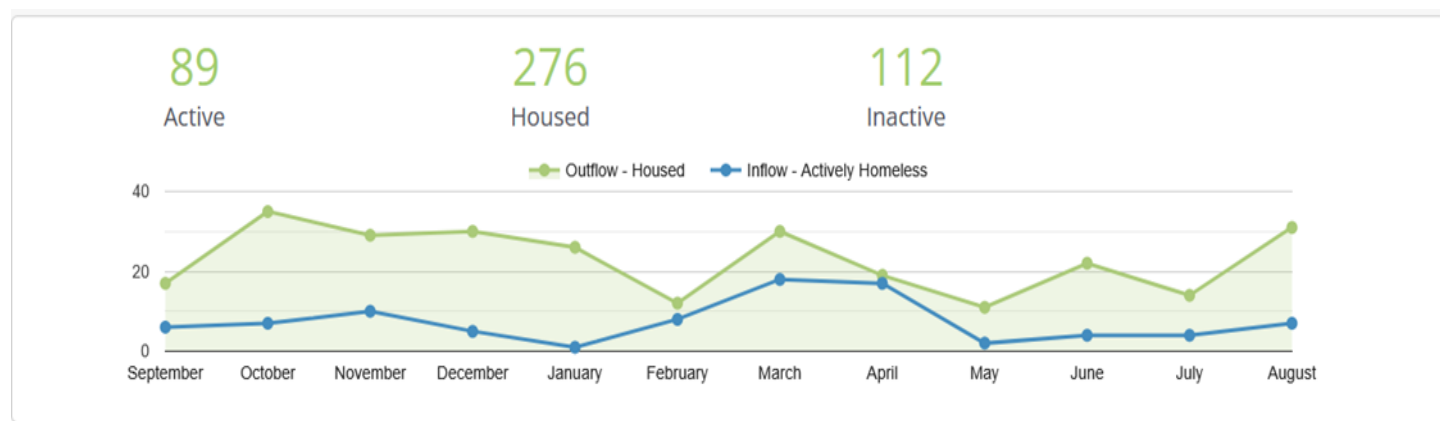 89 276 112
Active Housed Inactive
Outflow - Housed Inflow - Actively Homeless
40
20
0
September October November December January February March April May June July August